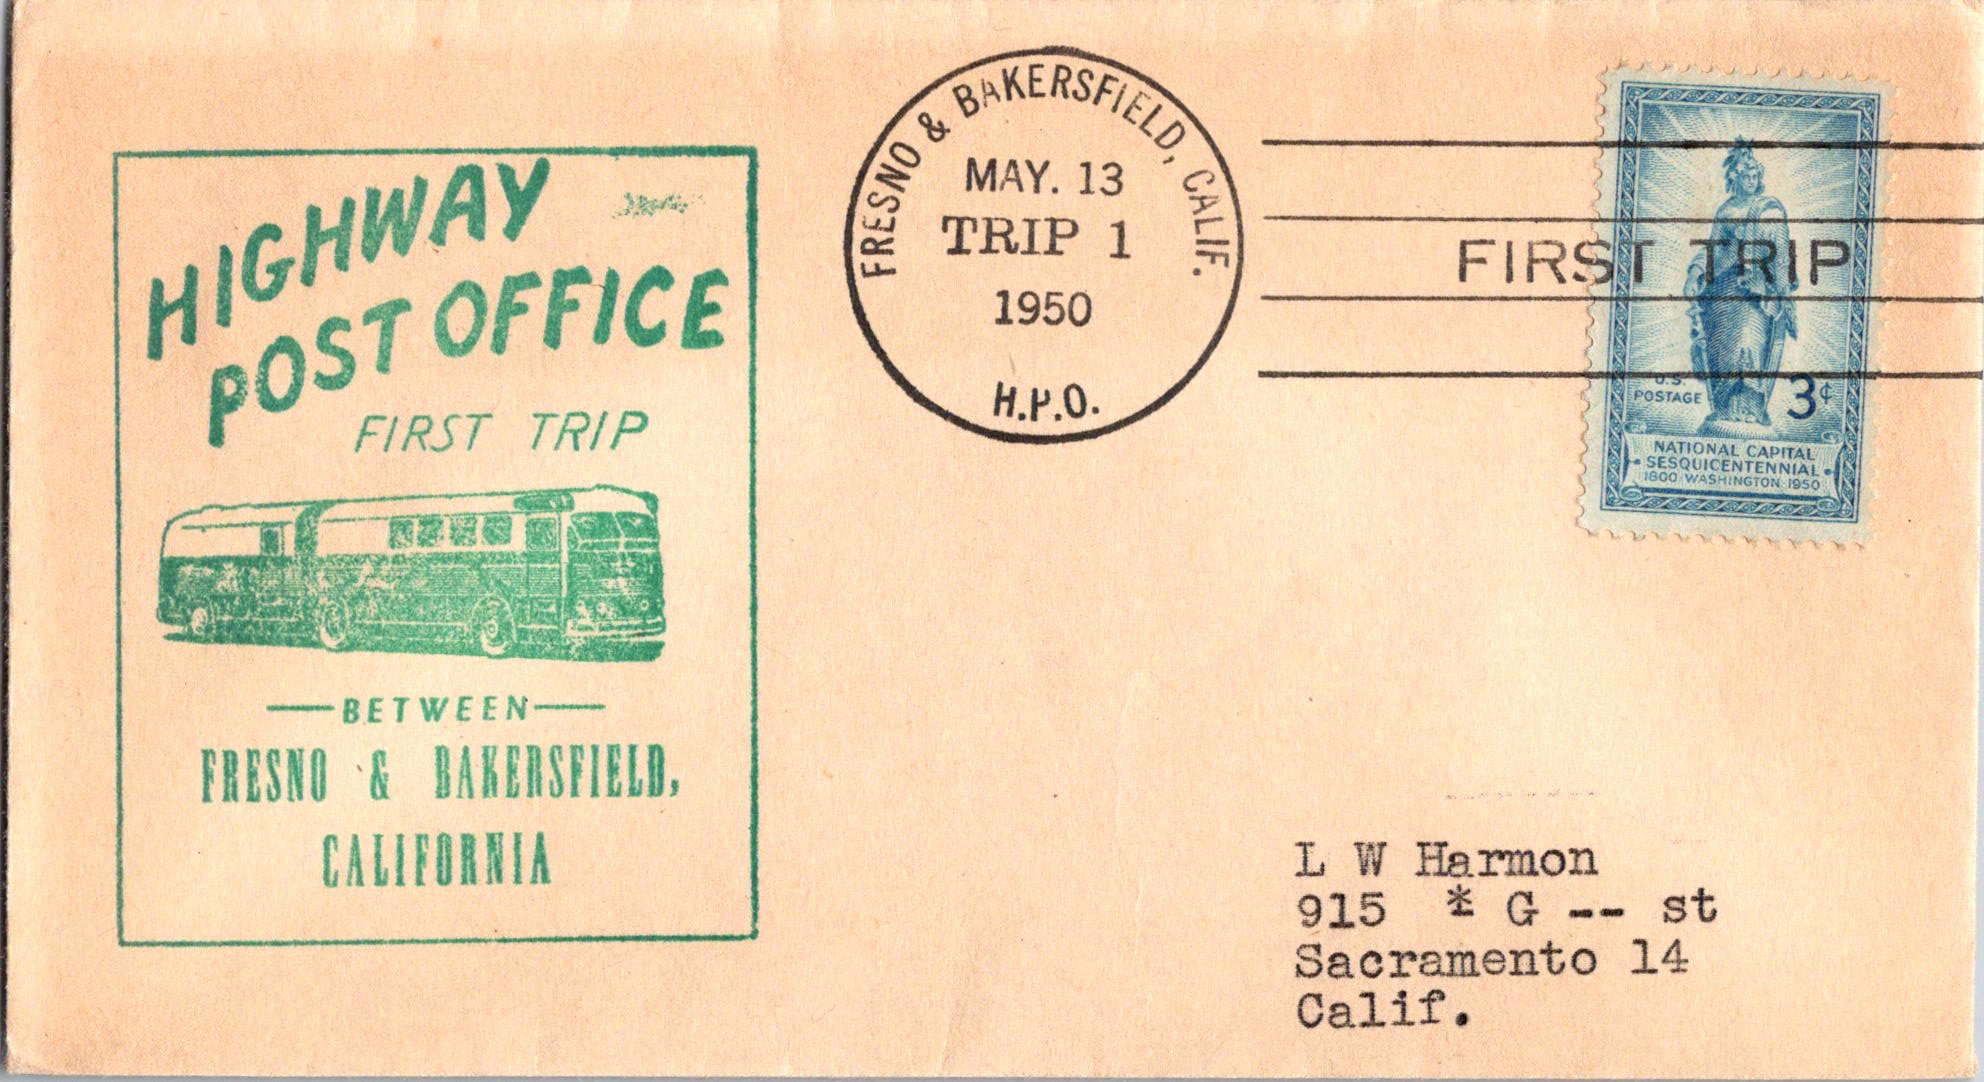 HIGHWAY
POST OFFICE
FIRST TRIP
BETWEEN
FRESNO & BAKERSFIELD,
CALIFORNIA
FRESNO & BAKERSFIELD, CALIF.
MAY. 13
TRIP 1
1950
H.P.O.
FIRST TRIP
U.S.
POSTAGE
3¢
NATIONAL CAPITAL
SESQUICENTENNIAL
1800·WASHINGTON·1950
L W Harmon
915 * G -- st
Sacramento 14
Calif.